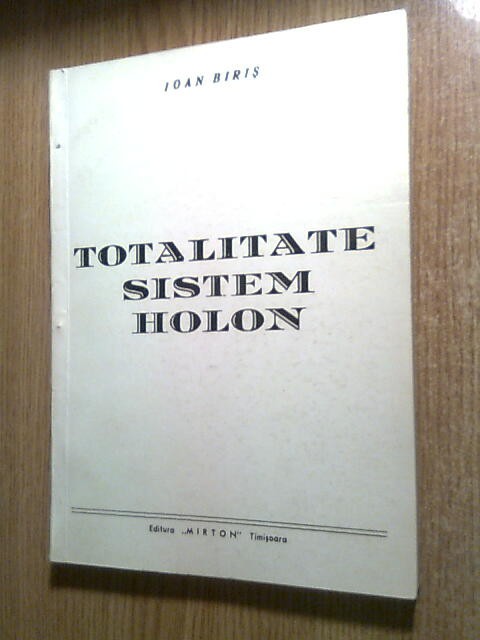 IOAN BIRIŞ
TOTALITATE
SISTEM
HOLON
Editura „MIRTON" Timişoara